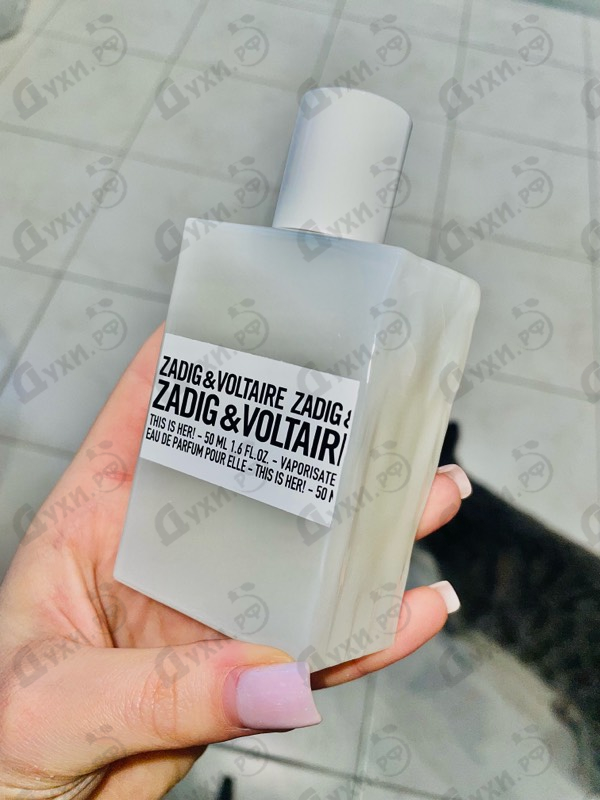 ZADIG & VOLTAIRE ZADIG &
ZADIG & VOLTAIR
THIS IS HER! – 50 ML 1.6 FL.OZ. – VAPORISATE
EAU DE PARFUM POUR ELLE – THIS IS HER! – 50
Духи.РФ